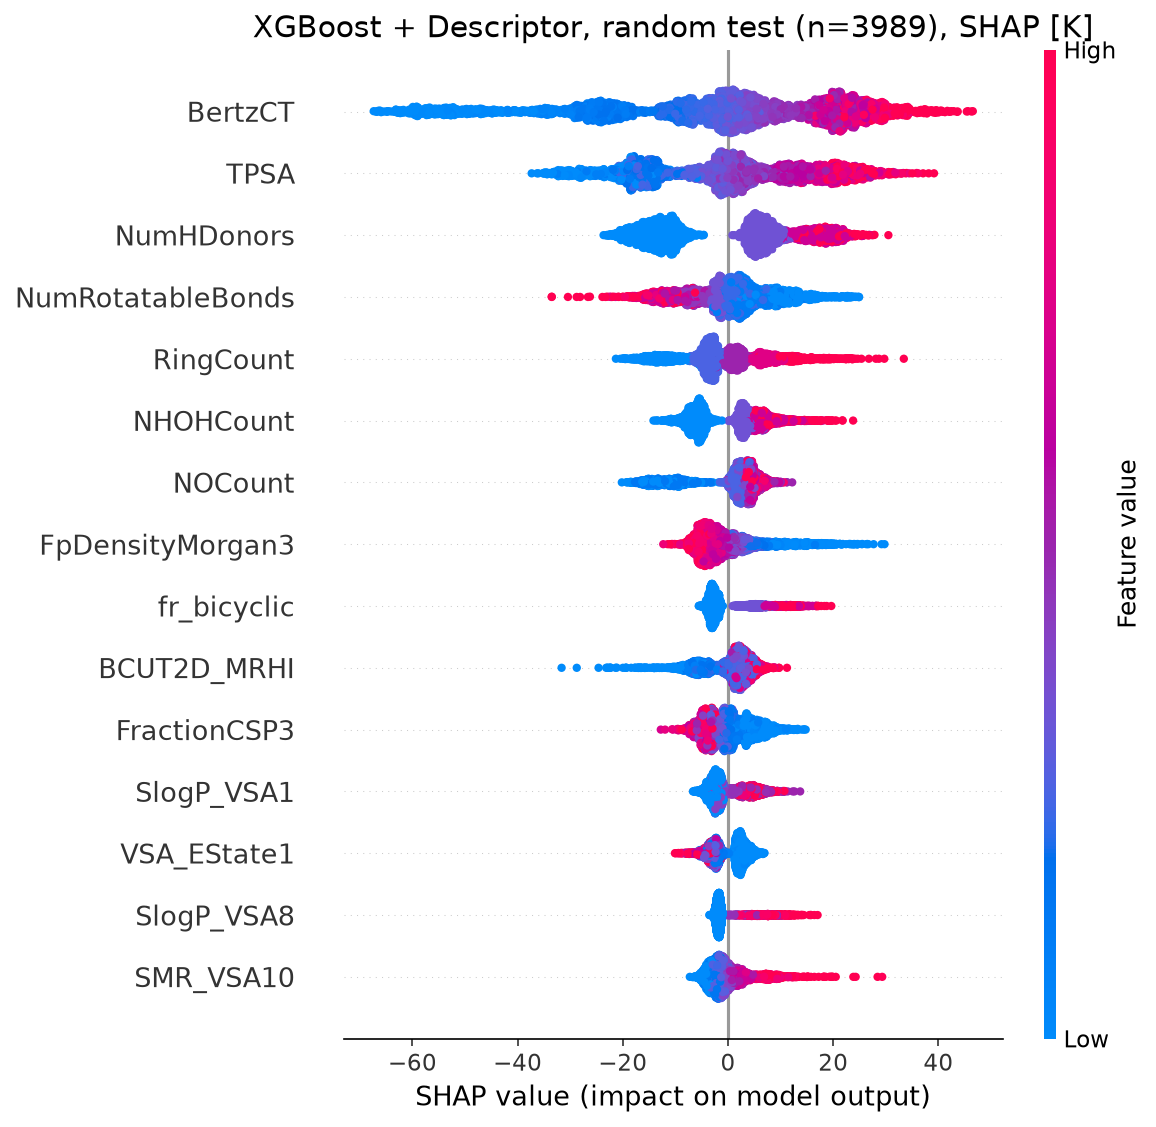 XGBoost + Descriptor, random test (n=3989), SHAP [K]
High
BertzCT
TPSA
NumHDonors
NumRotatableBonds
RingCount
NHOHCount
NOCount
FpDensityMorgan3
fr_bicyclic
BCUT2D_MRHI
FractionCSP3
SlogP_VSA1
VSA_EState1
SlogP_VSA8
SMR_VSA10
Feature value
Low
−60 −40 −20 0 20 40
SHAP value (impact on model output)